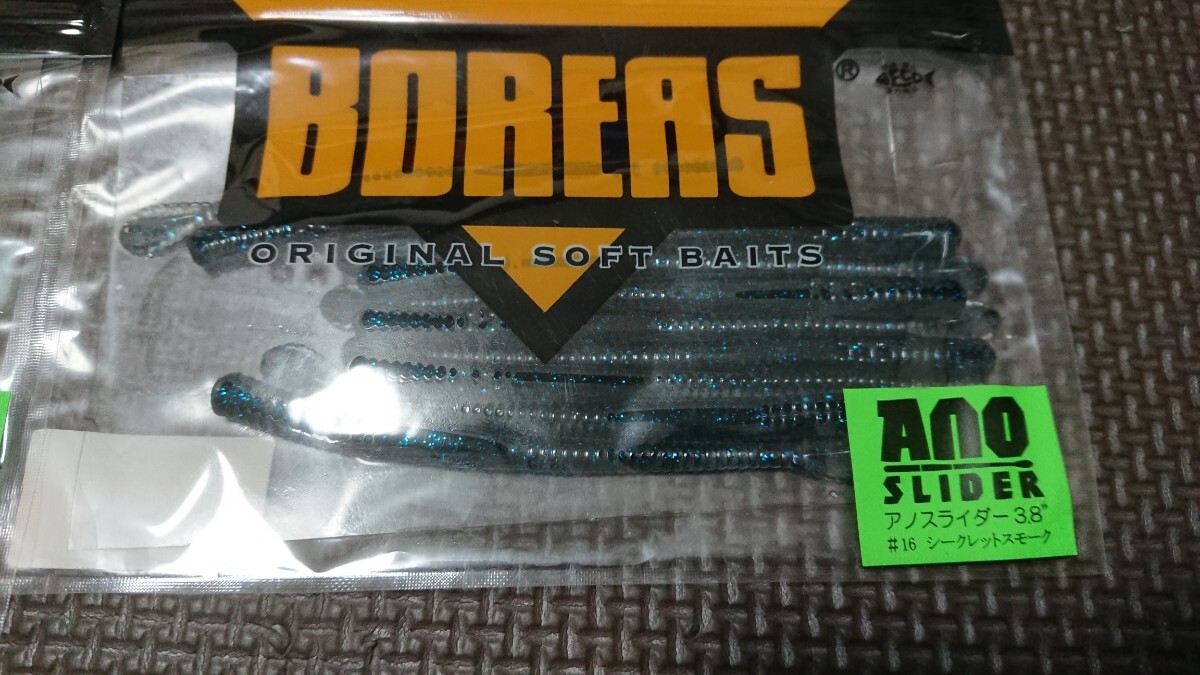 BOREAS
®
ORIGINAL SOFT BAITS
ANO
SLIDER
アノスライダー 3.8"
#16 シークレットスモーク